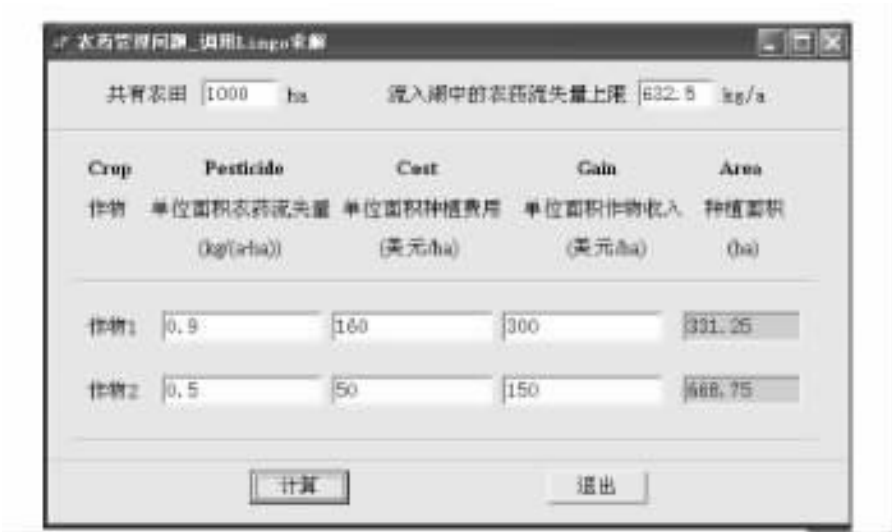 农药管理问题_调用Lingo求解
共有农田 1000 ha 流入湖中的农药流失量上限 632.5 kg/a
Crop Pesticide Cost Gain Area
作物 单位面积农药流失量 单位面积种植费用 单位面积作物收入 种植面积
(kg/(a·ha)) (美元/ha) (美元/ha) (ha)
作物1 0.9 160 300 331.25
作物2 0.5 50 150 668.75
计算 退出